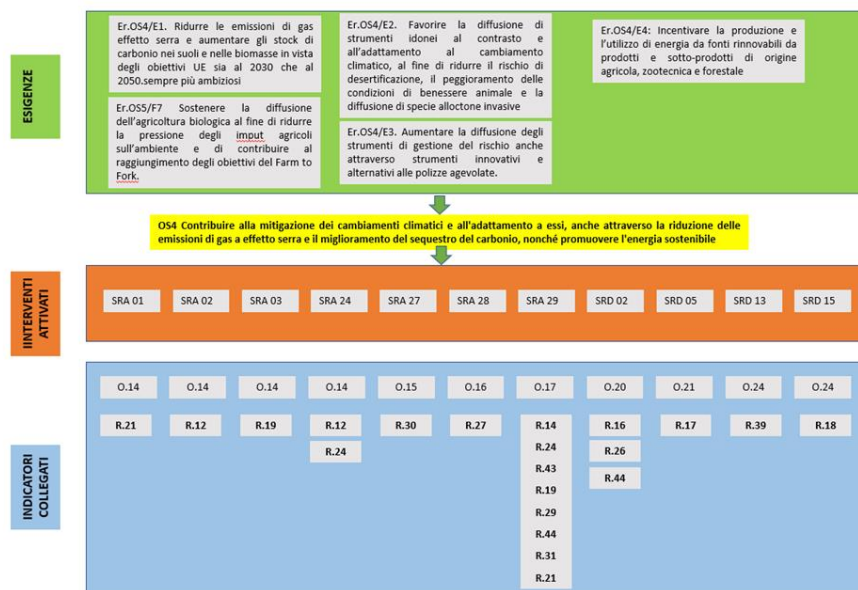 ESIGENZE
Er.OS4/E1. Ridurre le emissioni di gas
effetto serra e aumentare gli stock di
carbonio nei suoli e nelle biomasse in vista
degli obiettivi UE sia al 2030 che al
2050.sempre più ambiziosi
Er.OS5/F7 Sostenere la diffusione
dell'agricoltura biologica al fine di ridurre
la pressione degli imput agricoli
sull'ambiente e di contribuire al
raggiungimento degli obiettivi del Farm to
Fork.
Er.OS4/E2. Favorire la diffusione di
strumenti idonei al contrasto e
all'adattamento al cambiamento
climatico, al fine di ridurre il rischio di
desertificazione, il peggioramento delle
condizioni di benessere animale e la
diffusione di specie alloctone invasive
Er.OS4/E3. Aumentare la diffusione degli
strumenti di gestione del rischio anche
attraverso strumenti innovativi e
alternativi alle polizze agevolate.
Er.OS4/E4: Incentivare la produzione e
l'utilizzo di energia da fonti rinnovabili da
prodotti e sotto-prodotti di origine
agricola, zootecnica e forestale
OS4 Contribuire alla mitigazione dei cambiamenti climatici e all'adattamento a essi, anche attraverso la riduzione delle
emissioni di gas a effetto serra e il miglioramento del sequestro del carbonio, nonché promuovere l'energia sostenibile
IINTERVENTI
ATTIVATI
SRA 01 SRA 02 SRA 03 SRA 24 SRA 27 SRA 28 SRA 29 SRD 02 SRD 05 SRD 13 SRD 15
INDICATORI
COLLEGATI
O.14 O.14 O.14 O.14 O.15 O.16 O.17 O.20 O.21 O.24 O.24
R.21 R.12 R.19 R.12 R.30 R.27 R.14 R.16 R.17 R.39 R.18
R.24 R.24 R.26
R.43 R.44
R.19
R.29
R.44
R.31
R.21